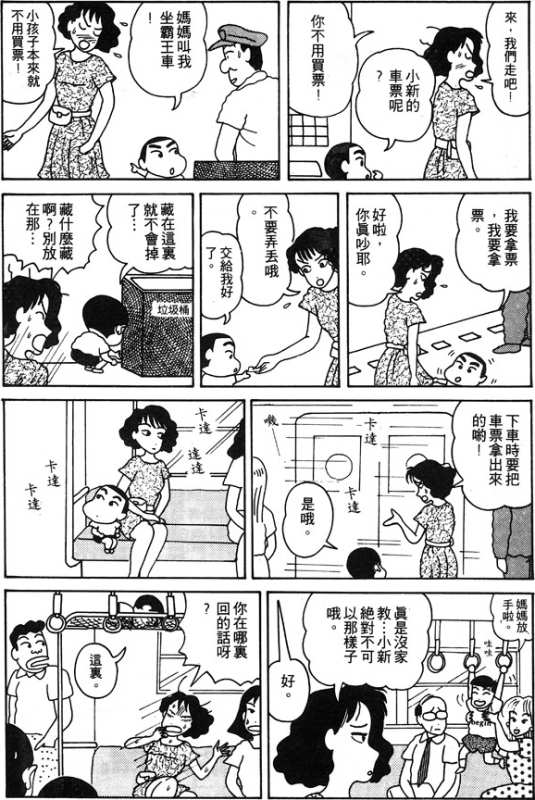 來，我們走吧！
小新的
車票呢
？
你不用買票！
媽媽叫我
坐霸王車
！
小孩子本來就
不用買票！
我要拿票
，我要拿
票。
好啦，
你真吵耶。
不要弄丟哦
。
交給我好
了。
藏在這裏
就不會掉
了…
垃圾桶
藏什麼藏
啊？別放
在那…
下車時要把
車票拿出來
的喲！
是哦。
嘰
卡達
卡達
卡達
達達
卡達
卡達
媽媽放
手啦。
哇哇
begin
真是沒家
教…小新
絕對不可
以那樣子
哦。
好。
你在哪裏
回的話呀
？
這裏。